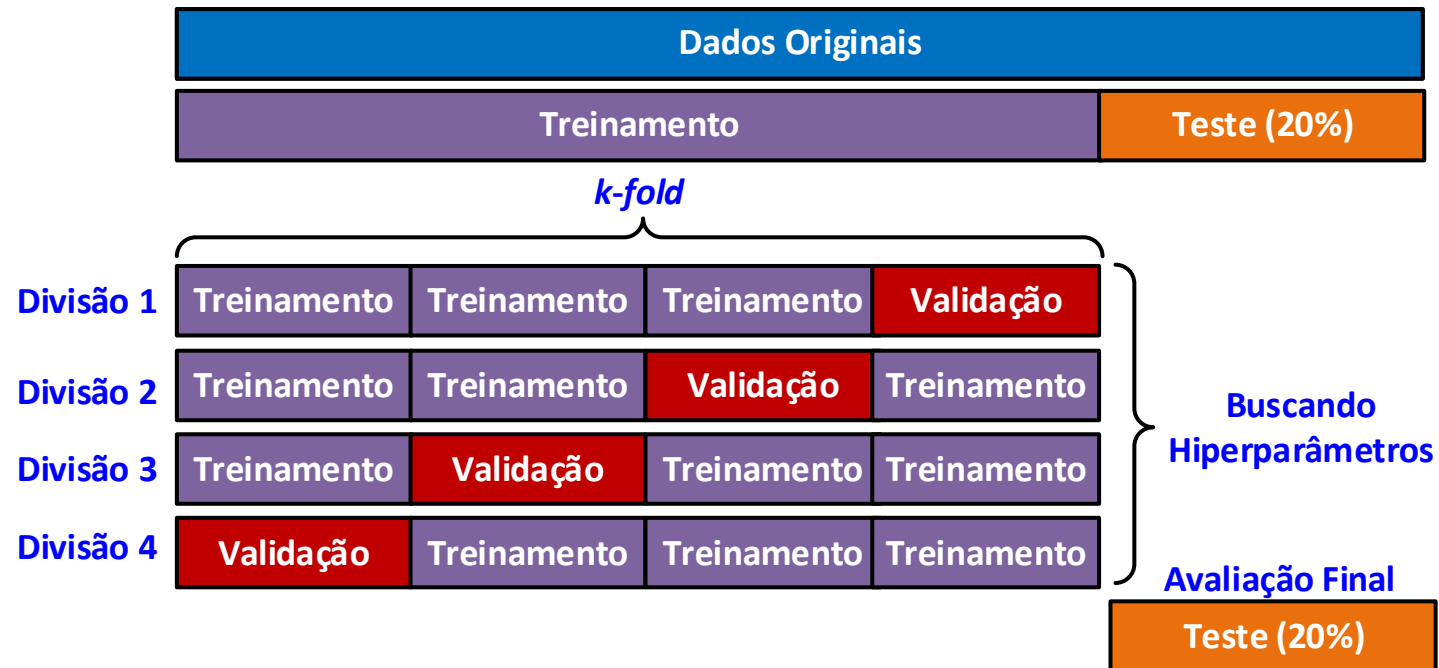 Dados Originais
Treinamento Teste (20%)
k-fold
Divisão 1 Treinamento Treinamento Treinamento Validação
Divisão 2 Treinamento Treinamento Validação Treinamento
Divisão 3 Treinamento Validação Treinamento Treinamento
Divisão 4 Validação Treinamento Treinamento Treinamento
Buscando
Hiperparâmetros
Avaliação Final
Teste (20%)